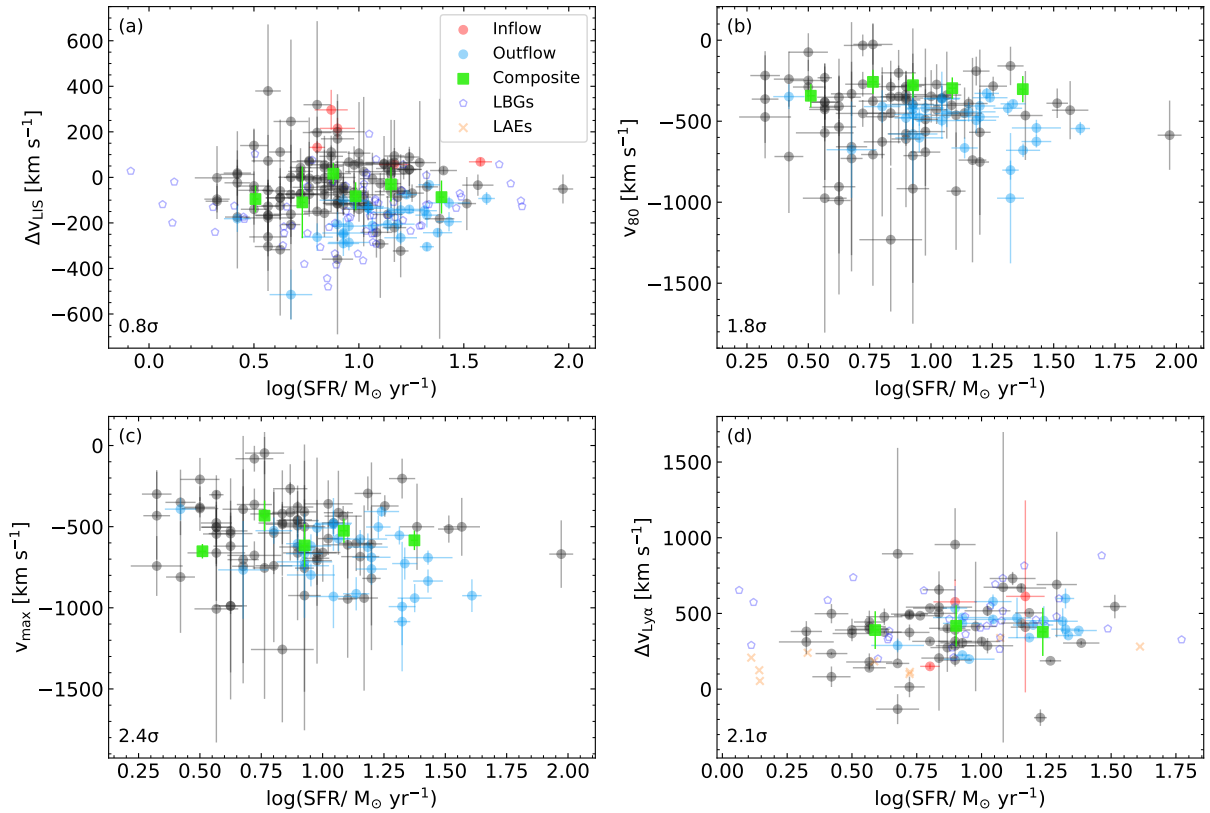 (a)
Inflow
Outflow
Composite
LBGs
LAEs
600
400
200
0
−200
−400
−600
Δv_LIS [km s⁻¹]
0.8σ
0.0 0.5 1.0 1.5 2.0
log(SFR/ M⊙ yr⁻¹)
(b)
0
−500
−1000
−1500
v₈₀ [km s⁻¹]
1.8σ
0.25 0.50 0.75 1.00 1.25 1.50 1.75 2.00
log(SFR/ M⊙ yr⁻¹)
(c)
0
−500
−1000
−1500
v_max [km s⁻¹]
2.4σ
0.25 0.50 0.75 1.00 1.25 1.50 1.75 2.00
log(SFR/ M⊙ yr⁻¹)
(d)
1500
1000
500
0
Δv_Lyα [km s⁻¹]
2.1σ
0.00 0.25 0.50 0.75 1.00 1.25 1.50 1.75
log(SFR/ M⊙ yr⁻¹)